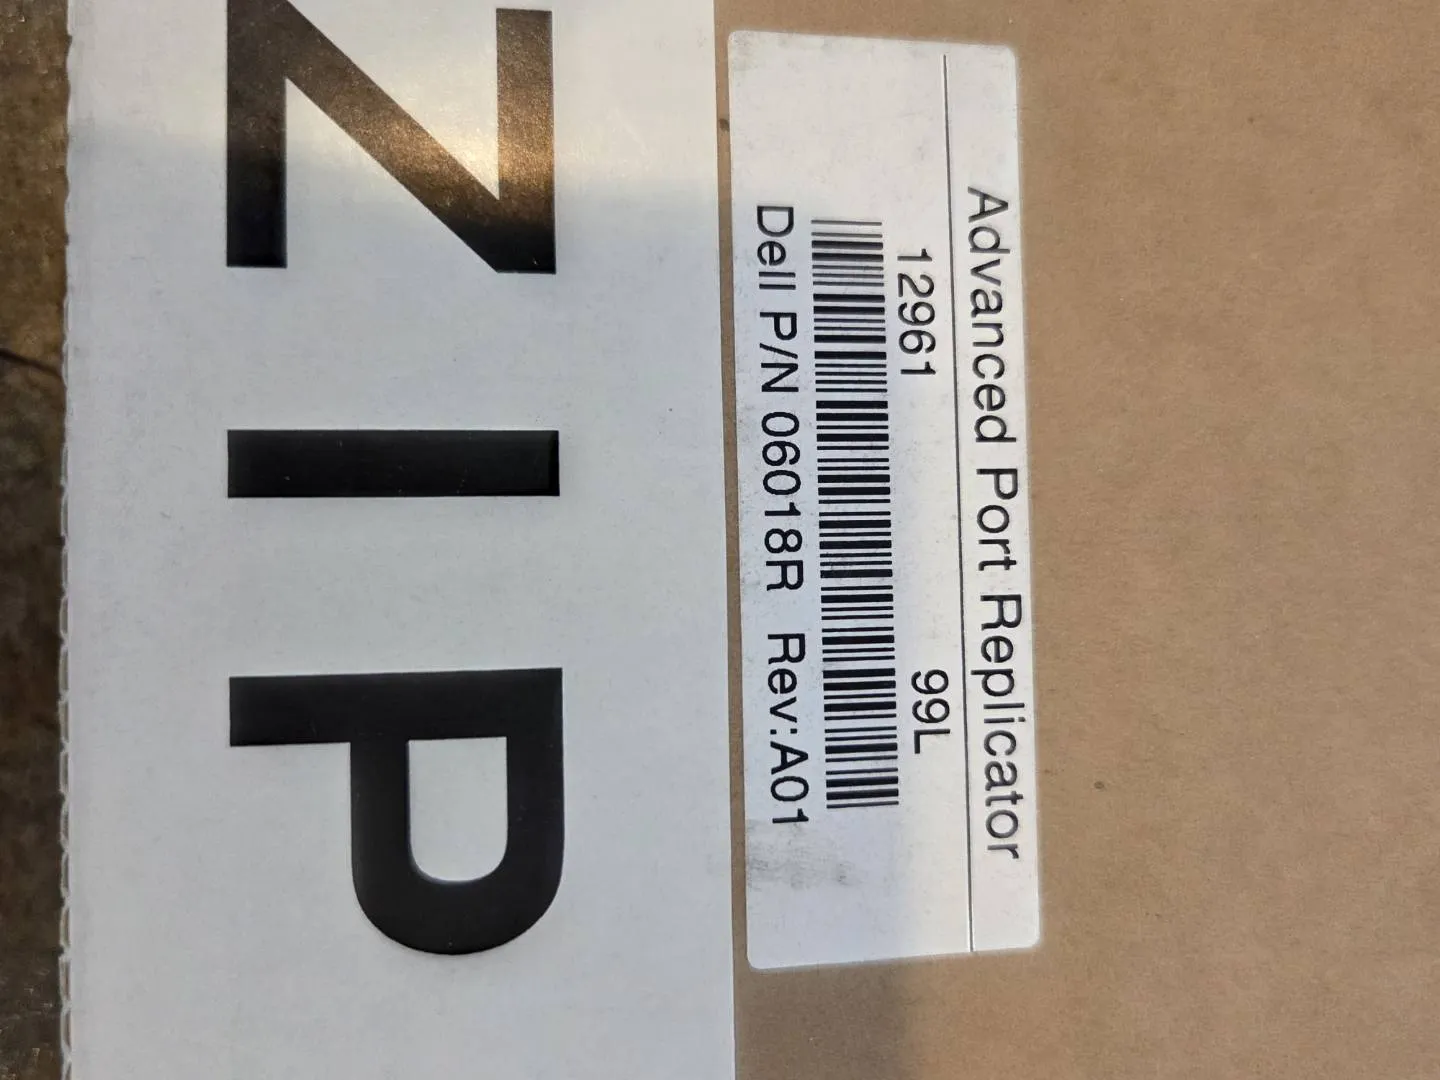 Advanced Port Replicator
12961 99L
Dell P/N 06018R Rev:A01
ZIP